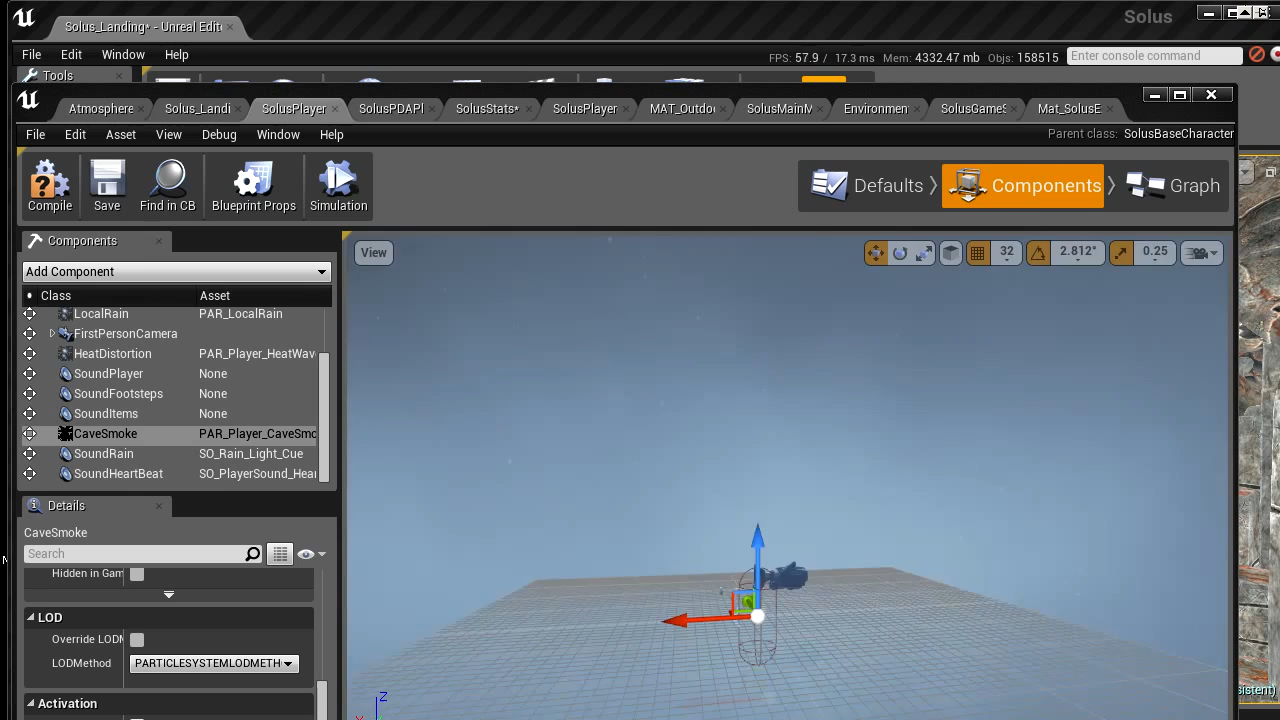 Solus_Landing* - Unreal Edit
Solus
File Edit Window Help
FPS: 57.9 / 17.3 ms Mem: 4332.47 mb Objs: 158515 Enter console command
Tools
Atmosphere Solus_Landi SolusPlayer SolusPDAPl SolusStats* SolusPlayer MAT_Outdo SolusMainM Environmen SolusGameS Mat_SolusE
File Edit Asset View Debug Window Help
Parent class: SolusBaseCharacter
Compile Save Find in CB Blueprint Props Simulation
Defaults Components Graph
Components
View
32 2.812° 0.25
Add Component
Class Asset
LocalRain PAR_LocalRain
FirstPersonCamera
HeatDistortion PAR_Player_HeatWav
SoundPlayer None
SoundFootsteps None
SoundItems None
CaveSmoke PAR_Player_CaveSmo
SoundRain SO_Rain_Light_Cue
SoundHeartBeat SO_PlayerSound_Hear
Details
CaveSmoke
Search
Hidden in Gam
LOD
Override LODM
LODMethod PARTICLESYSTEMLODMETH
Activation
Z
sistent)